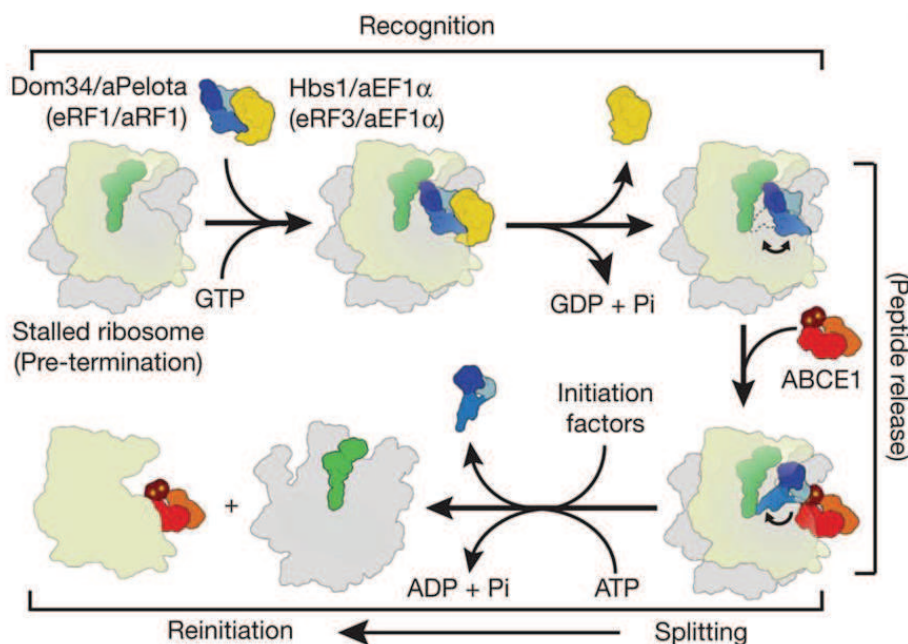 Recognition
Dom34/aPelota
(eRF1/aRF1)
Hbs1/aEF1α
(eRF3/aEF1α)
GTP
GDP + Pi
Stalled ribosome
(Pre-termination)
ABCE1
(Peptide release)
Initiation
factors
+
ADP + Pi
ATP
Reinitiation
Splitting